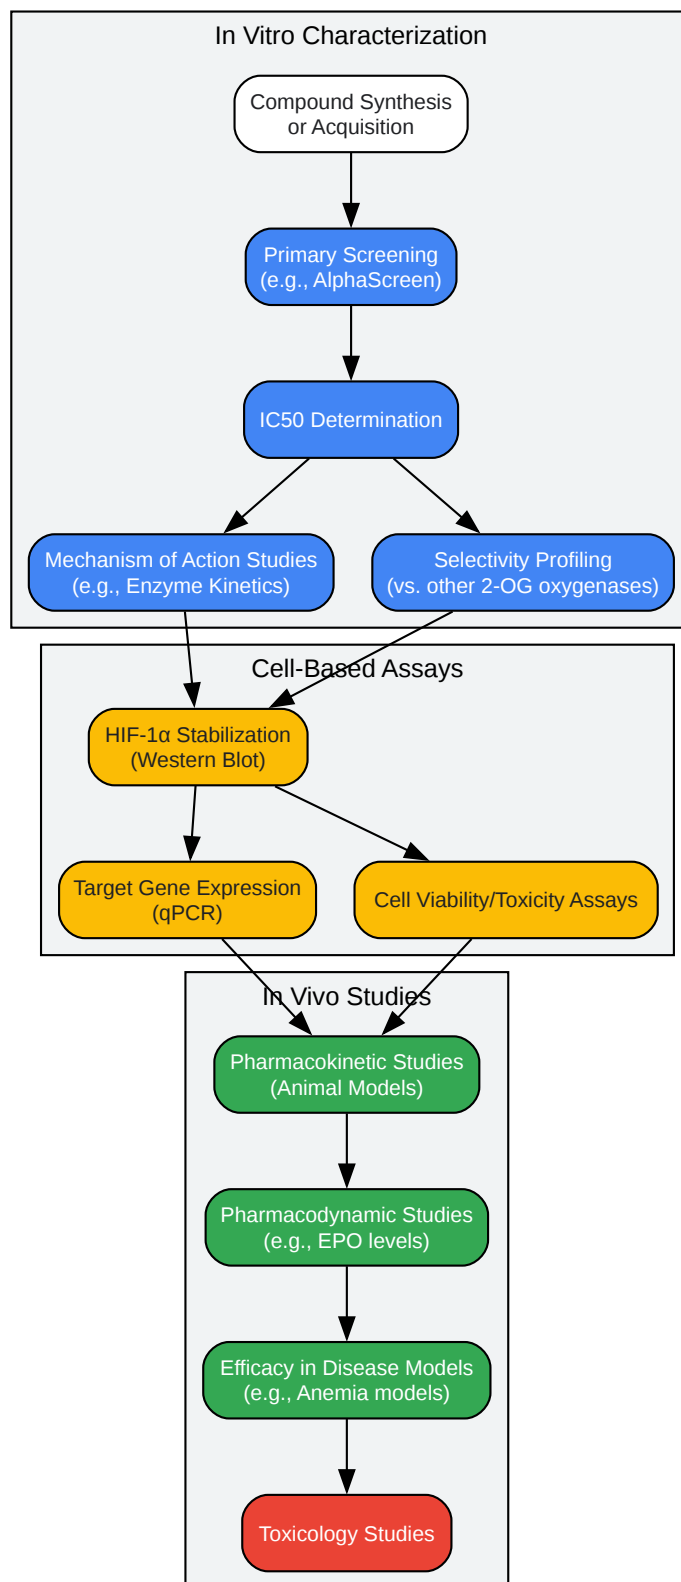 In Vitro Characterization
Compound Synthesis
or Acquisition
Primary Screening
(e.g., AlphaScreen)
IC50 Determination
Mechanism of Action Studies
(e.g., Enzyme Kinetics)
Selectivity Profiling
(vs. other 2-OG oxygenases)
Cell-Based Assays
HIF-1α Stabilization
(Western Blot)
Target Gene Expression
(qPCR)
Cell Viability/Toxicity Assays
In Vivo Studies
Pharmacokinetic Studies
(Animal Models)
Pharmacodynamic Studies
(e.g., EPO levels)
Efficacy in Disease Models
(e.g., Anemia models)
Toxicology Studies